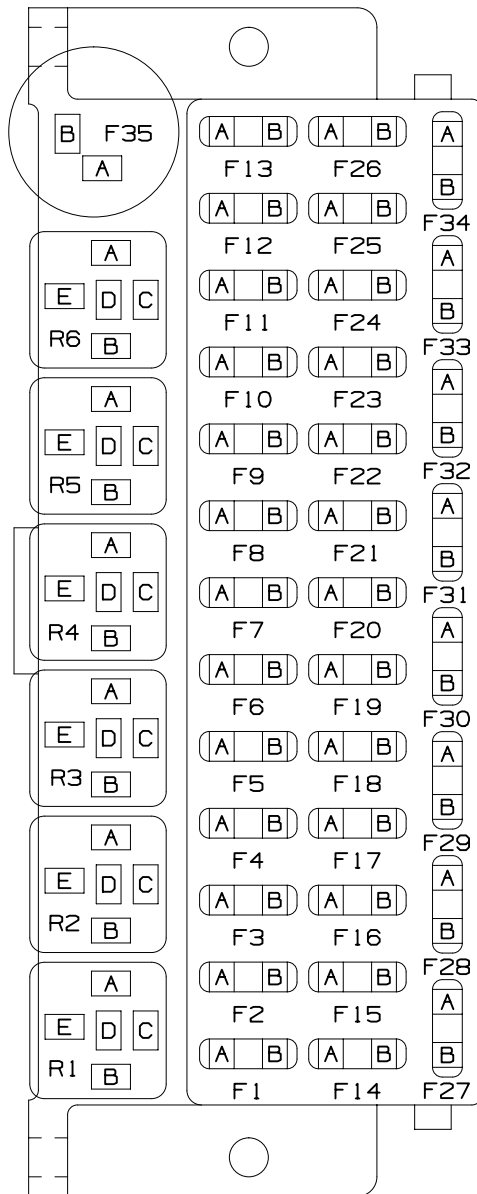 B F35
A
A B
F13
A B
F26
A
B
F34
A B
F12
A B
F25
A
E D C
R6 B
A B
F11
A B
F24
A
B
F33
A B
F10
A B
F23
A
E D C
R5 B
A B
F9
A B
F22
A
B
F32
A B
F8
A B
F21
A
E D C
R4 B
A B
F7
A B
F20
A
B
F31
A B
F6
A B
F19
A
B
F30
A
E D C
R3 B
A B
F5
A B
F18
A
B
F29
A B
F4
A B
F17
A
E D C
R2 B
A B
F3
A B
F16
A
B
F28
A B
F2
A B
F15
A
E D C
R1 B
A B
F1
A B
F14
A
B
F27